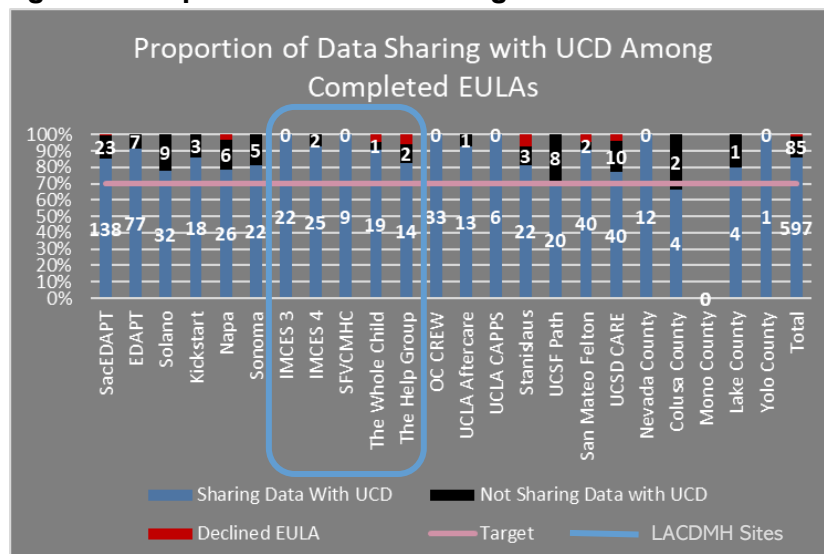 Proportion of Data Sharing with UCD Among
Completed EULAs
100%
90%
80%
70%
60%
50%
40%
30%
20%
10%
0%
23 7 9 3 6 5 0 2 0 1 2 0 1 0 3 8 2 10 0 2 1 0 85
138 77 32 18 26 22 22 25 9 19 14 33 13 6 22 20 40 40 12 4 0 4 1 597
SacEDAPT
EDAPT
Solano
Kickstart
Napa
Sonoma
IMCES 3
IMCES 4
SFVCMHC
The Whole Child
The Help Group
OC CREW
UCLA Aftercare
UCLA CAPPS
Stanislaus
UCSF Path
San Mateo Felton
UCSD CARE
Nevada County
Colusa County
Mono County
Lake County
Yolo County
Total
Sharing Data With UCD Not Sharing Data with UCD
Declined EULA Target LACDMH Sites